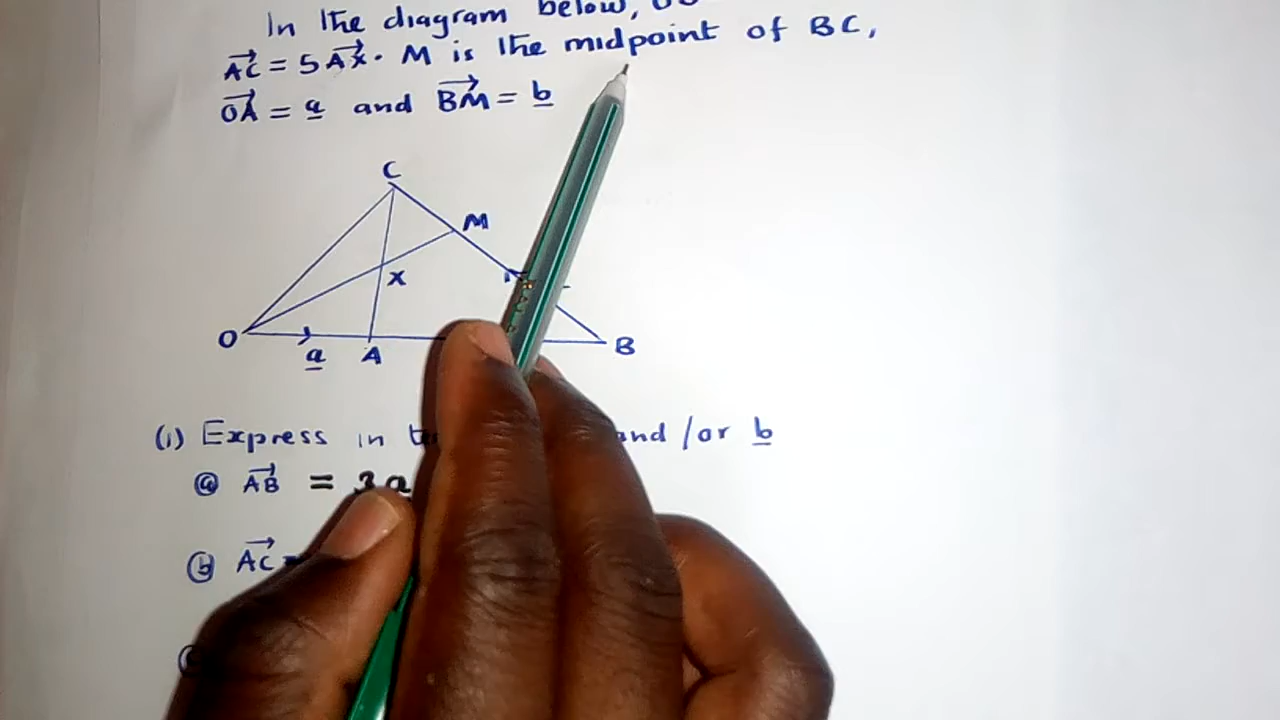 In the diagram below,
AC = 5AX. M is the midpoint of BC,
OA = a and BM = b
C
M
X
O
a
A
B
(i) Express in and/or b
(a) AB = 3a
(b) AC